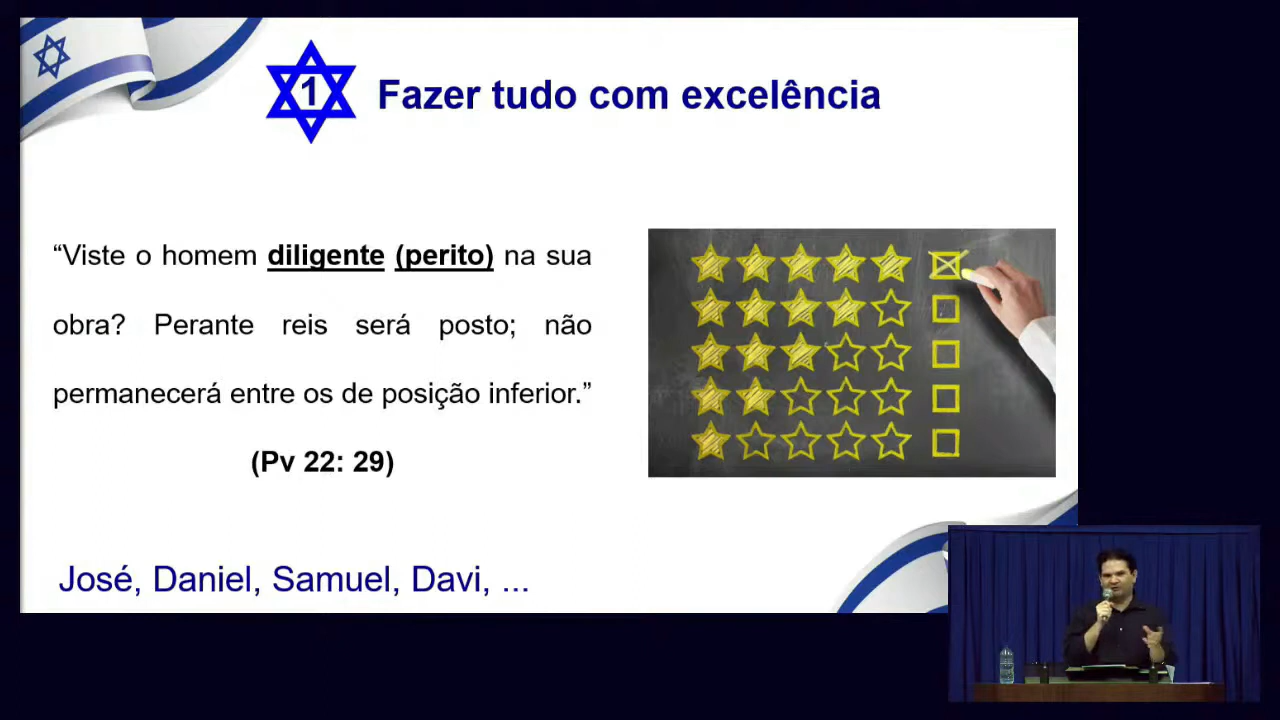 1 Fazer tudo com excelência
“Viste o homem diligente (perito) na sua
obra? Perante reis será posto; não
permanecerá entre os de posição inferior.”
(Pv 22: 29)
José, Daniel, Samuel, Davi, ...